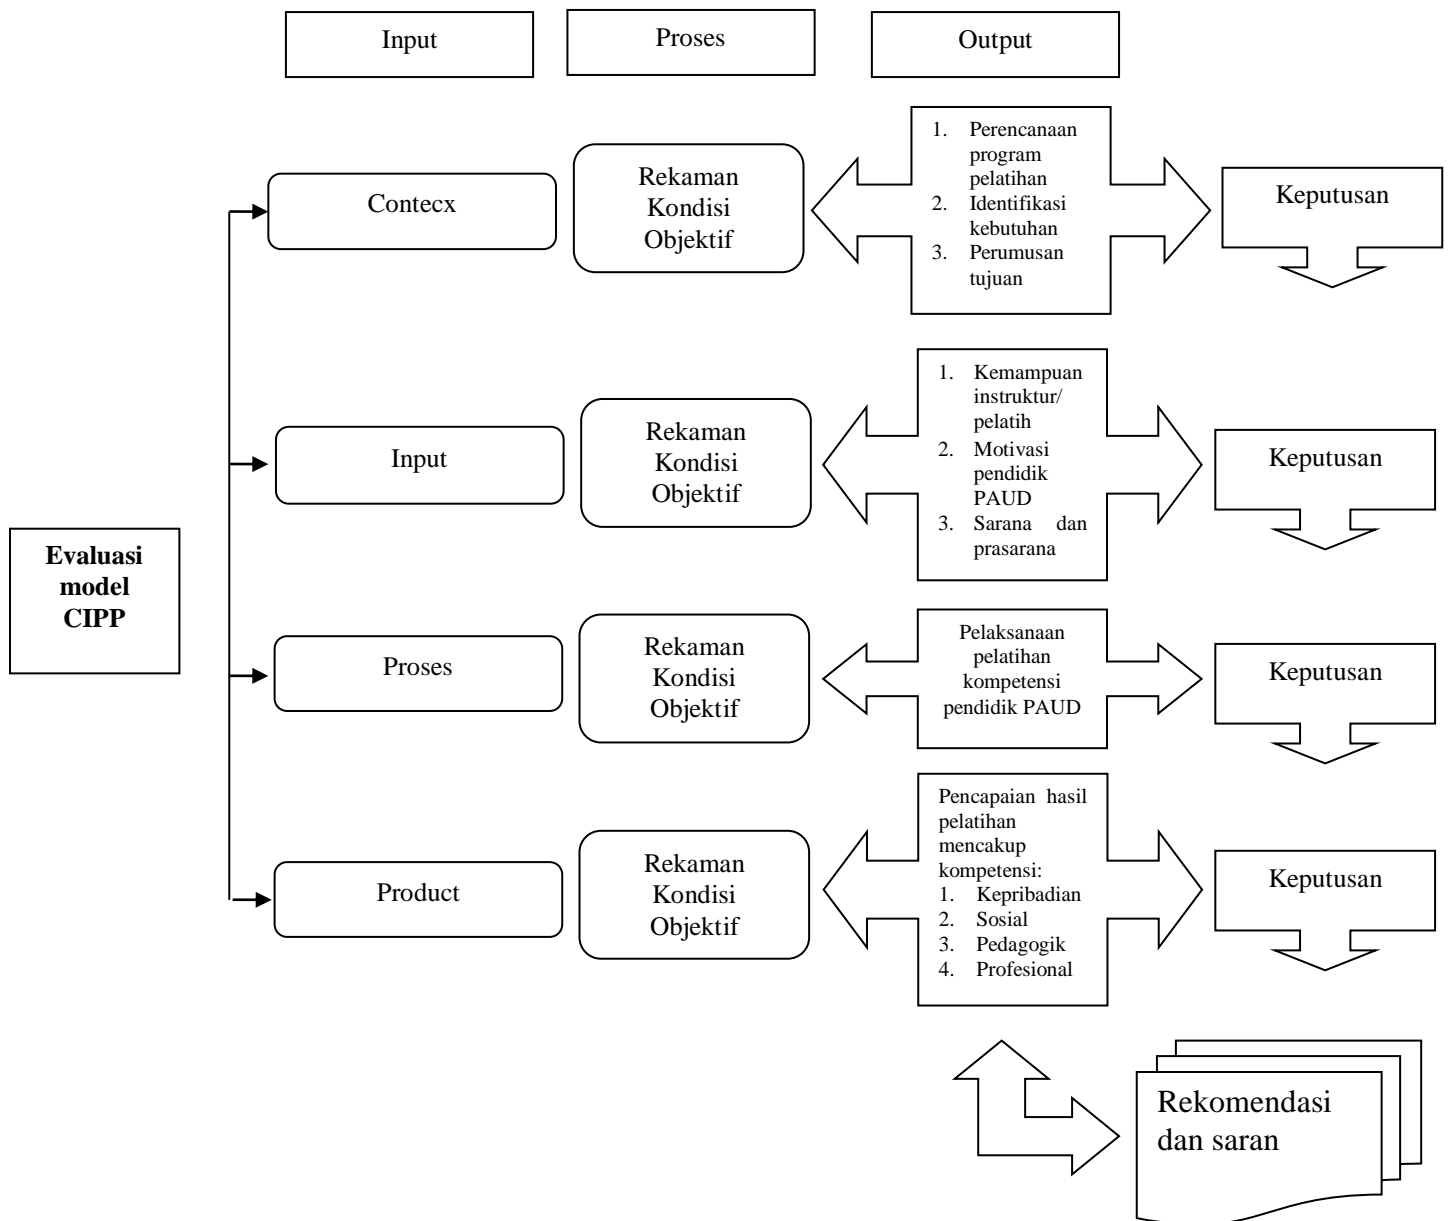 Input
Proses
Output
Contecx
Rekaman
Kondisi
Objektif
1. Perencanaan
program
pelatihan
2. Identifikasi
kebutuhan
3. Perumusan
tujuan
Keputusan
Input
Rekaman
Kondisi
Objektif
1. Kemampuan
instruktur/
pelatih
2. Motivasi
pendidik
PAUD
3. Sarana dan
prasarana
Keputusan
Evaluasi
model
CIPP
Proses
Rekaman
Kondisi
Objektif
Pelaksanaan
pelatihan
kompetensi
pendidik PAUD
Keputusan
Product
Rekaman
Kondisi
Objektif
Pencapaian hasil
pelatihan
mencakup
kompetensi:
1. Kepribadian
2. Sosial
3. Pedagogik
4. Profesional
Keputusan
Rekomendasi
dan saran